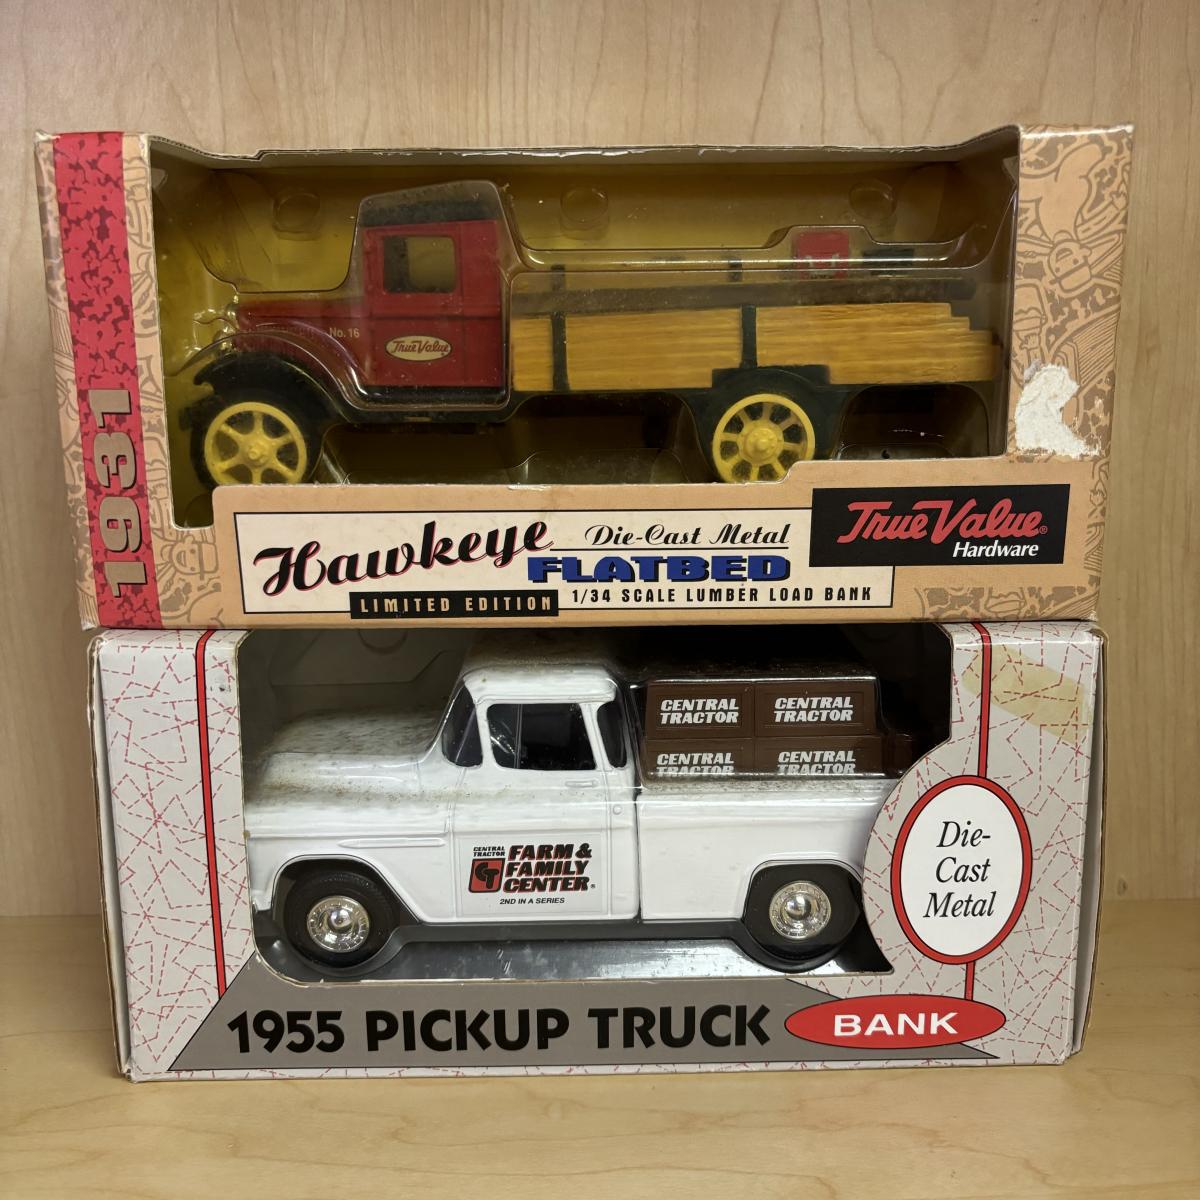 1931
No. 16
True Value
Hawkeye
Die-Cast Metal
FLATBED
LIMITED EDITION
1/34 SCALE LUMBER LOAD BANK
True Value®
Hardware
CENTRAL
TRACTOR
CENTRAL
TRACTOR
CENTRAL
TRACTOR
CENTRAL
TRACTOR
CENTRAL
TRACTOR
CT
FARM &
FAMILY
CENTER®
2ND IN A SERIES
Die-
Cast
Metal
1955 PICKUP TRUCK
BANK